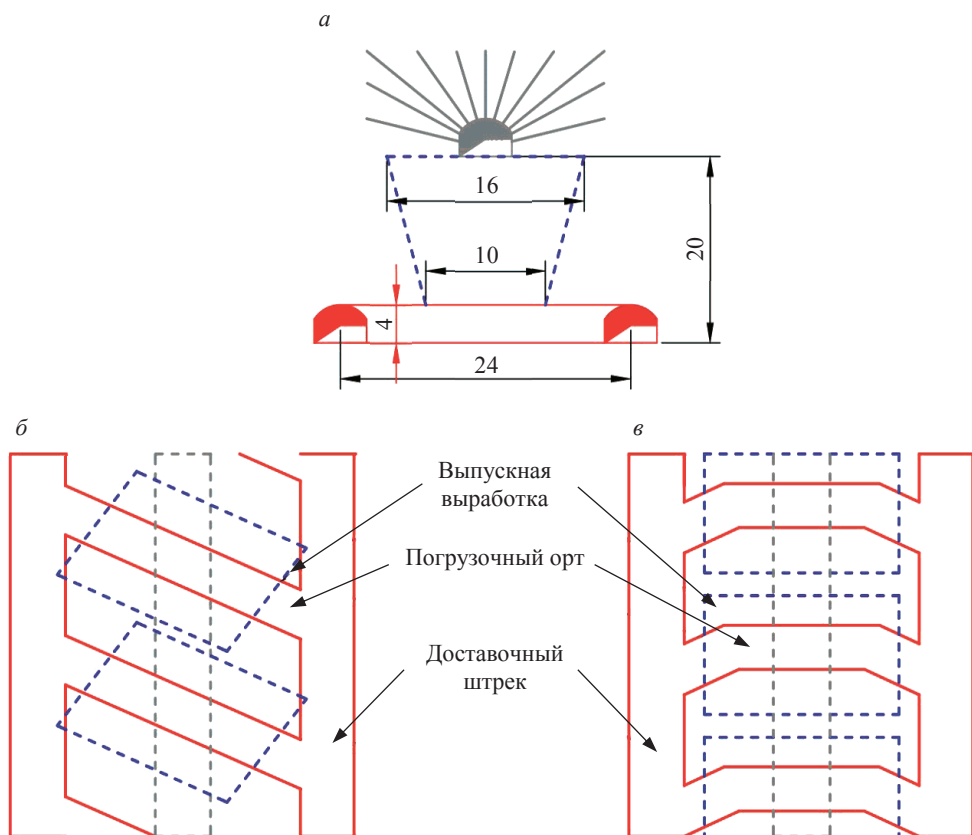 а
16
10
20
4
24
б
в
Выпускная
выработка
Погрузочный орт
Доставочный
штрек